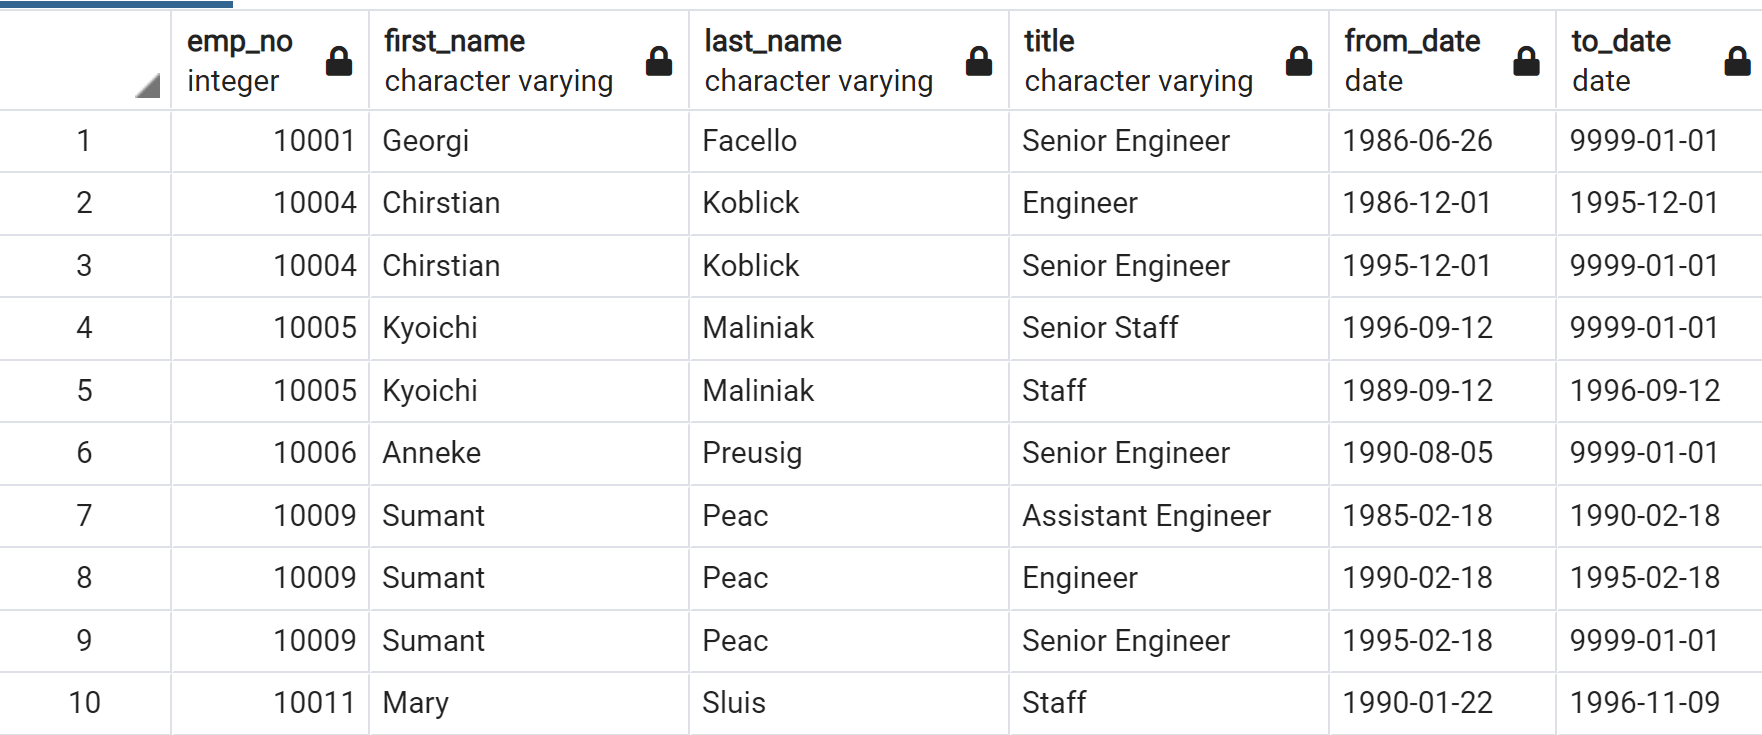 emp_no first_name last_name title from_date to_date
integer character varying character varying character varying date date
1 10001 Georgi Facello Senior Engineer 1986-06-26 9999-01-01
2 10004 Chirstian Koblick Engineer 1986-12-01 1995-12-01
3 10004 Chirstian Koblick Senior Engineer 1995-12-01 9999-01-01
4 10005 Kyoichi Maliniak Senior Staff 1996-09-12 9999-01-01
5 10005 Kyoichi Maliniak Staff 1989-09-12 1996-09-12
6 10006 Anneke Preusig Senior Engineer 1990-08-05 9999-01-01
7 10009 Sumant Peac Assistant Engineer 1985-02-18 1990-02-18
8 10009 Sumant Peac Engineer 1990-02-18 1995-02-18
9 10009 Sumant Peac Senior Engineer 1995-02-18 9999-01-01
10 10011 Mary Sluis Staff 1990-01-22 1996-11-09